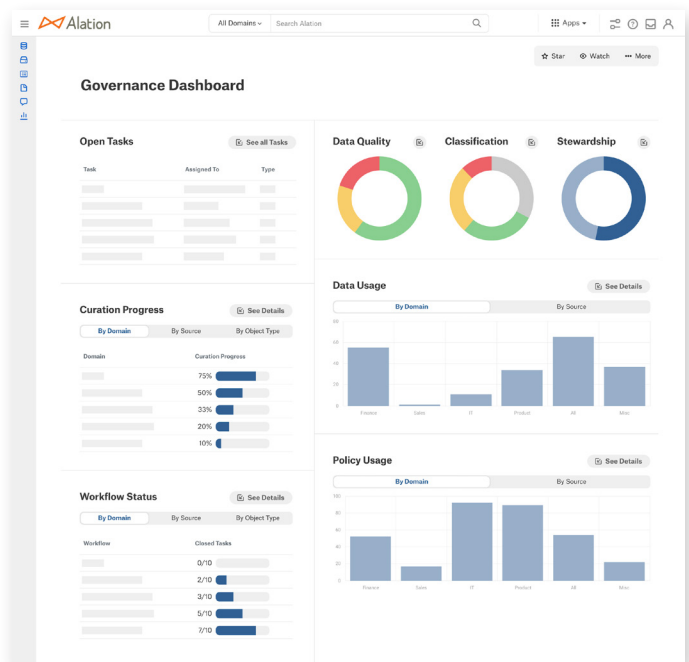 Alation
All Domains
Search Alation
Apps
Star
Watch
More
Governance Dashboard
Open Tasks
See all Tasks
Task Assigned To Type
Curation Progress
See Details
By Domain By Source By Object Type
Domain Curation Progress
75%
50%
33%
20%
10%
Workflow Status
See Details
By Domain By Source By Object Type
Workflow Closed Tasks
0/10
2/10
3/10
5/10
7/10
Data Quality
Classification
Stewardship
Data Usage
See Details
By Domain By Source
80
60
40
20
0
Finance Sales IT Product All Misc
Policy Usage
See Details
By Domain By Source
100
80
60
40
20
0
Finance Sales IT Product All Misc